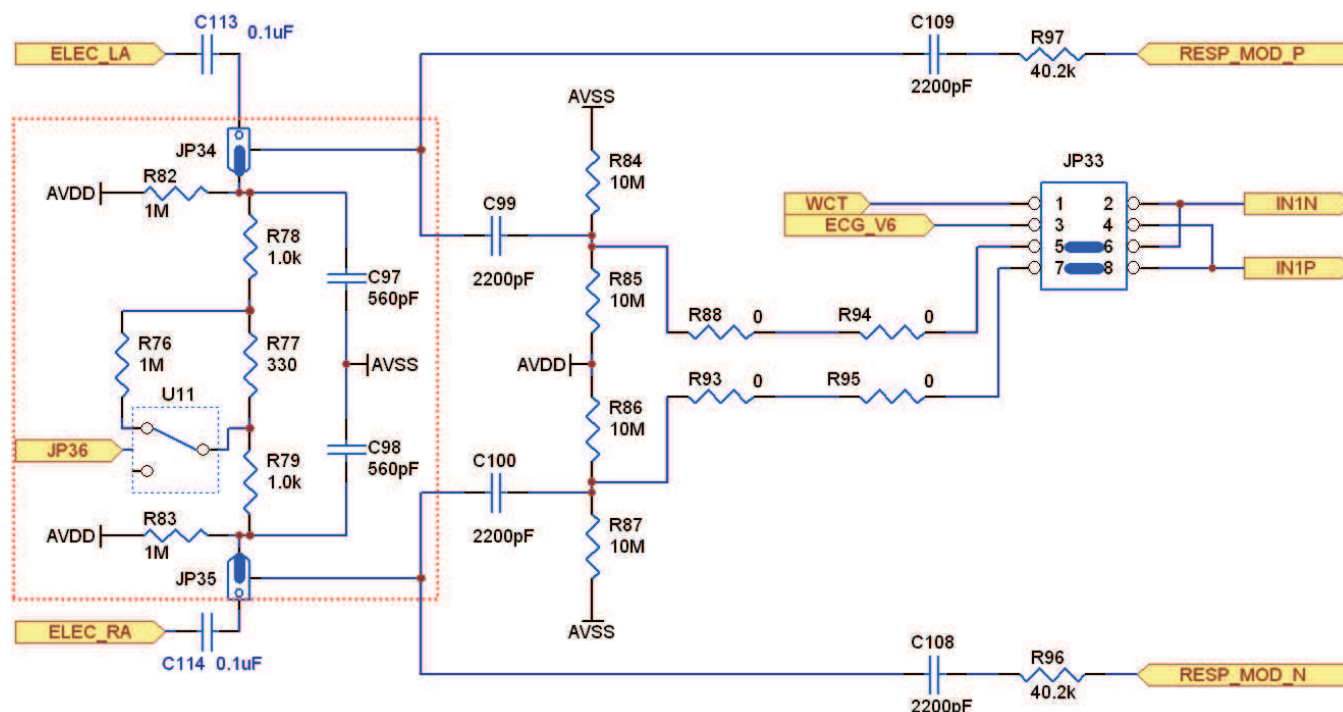 C113
0.1uF
ELEC_LA
C109
2200pF
R97
40.2k
RESP_MOD_P
AVSS
JP34
R84
10M
JP33
AVDD
R82
1M
C99
2200pF
WCT
1
2
IN1N
ECG_V6
3
4
5
6
7
8
IN1P
R78
1.0k
C97
560pF
R85
10M
R88
0
R94
0
R76
1M
R77
330
AVSS
AVDD
R93
0
R95
0
U11
R86
10M
JP36
C98
560pF
R79
1.0k
C100
2200pF
AVDD
R83
1M
R87
10M
JP35
AVSS
ELEC_RA
C114 0.1uF
C108
2200pF
R96
40.2k
RESP_MOD_N